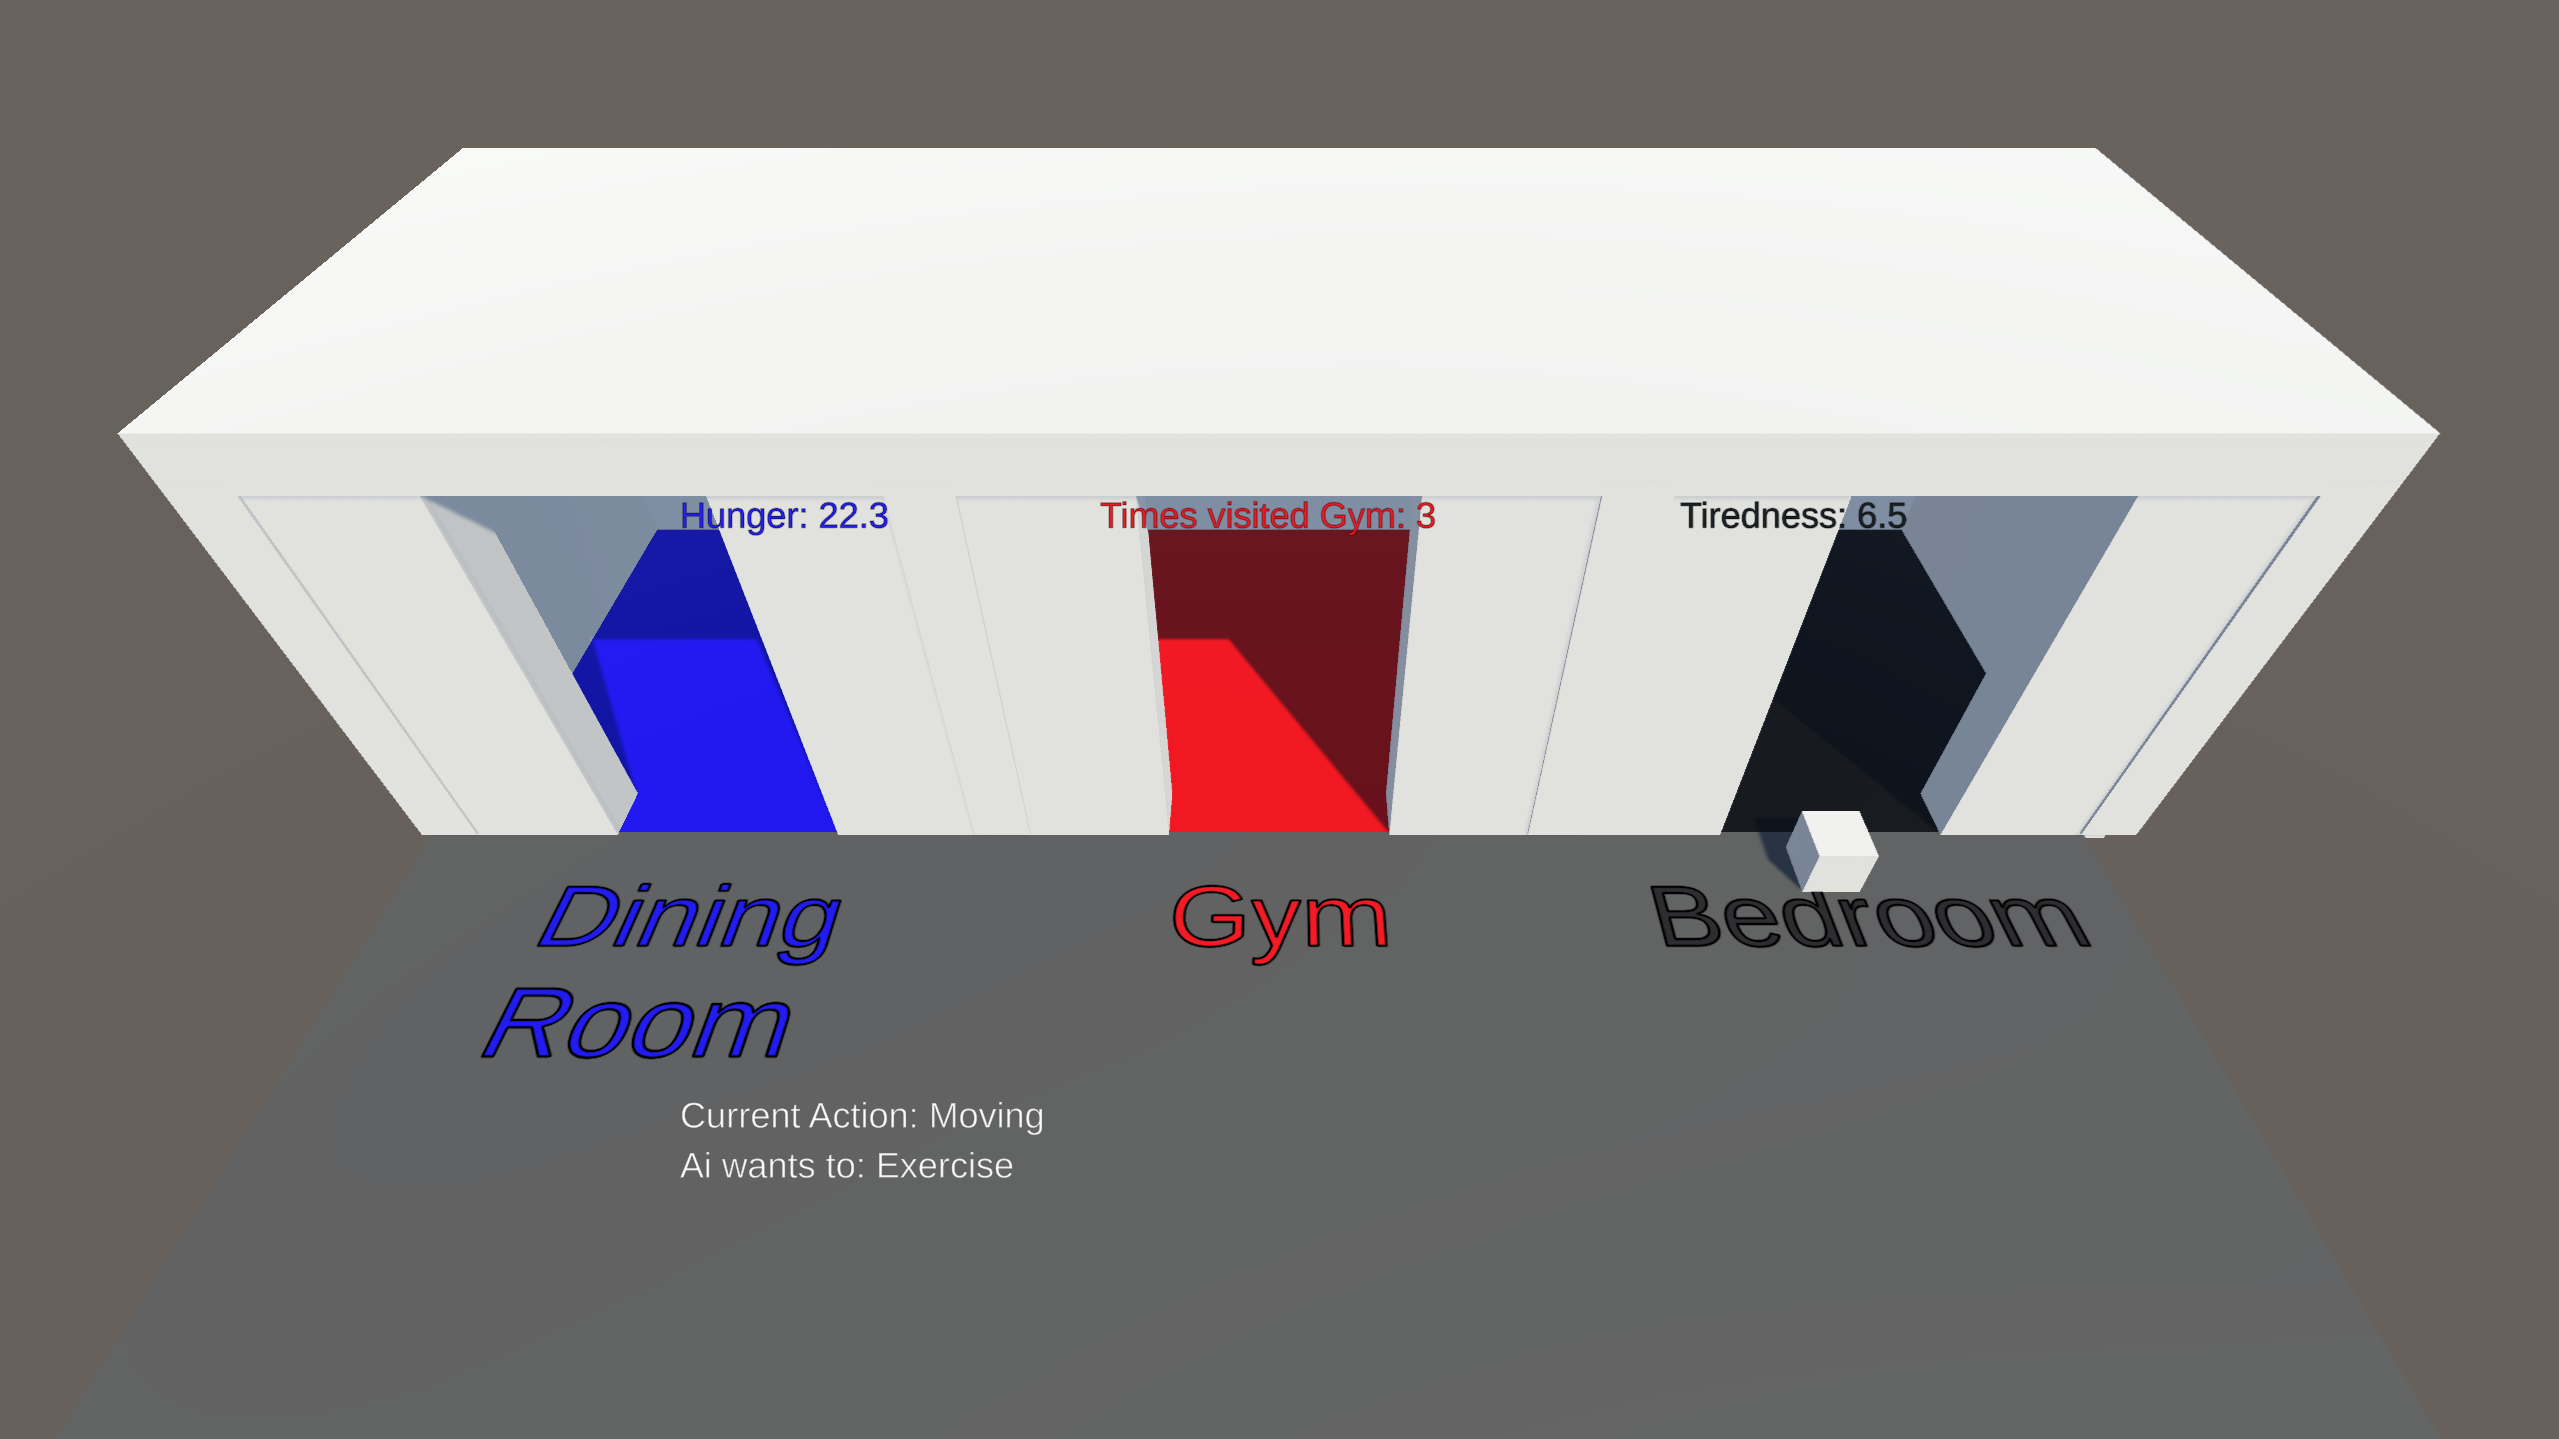 Hunger: 22.3
Times visited Gym: 3
Tiredness: 6.5
Dining
Room
Gym
Bedroom
Current Action: Moving
Ai wants to: Exercise